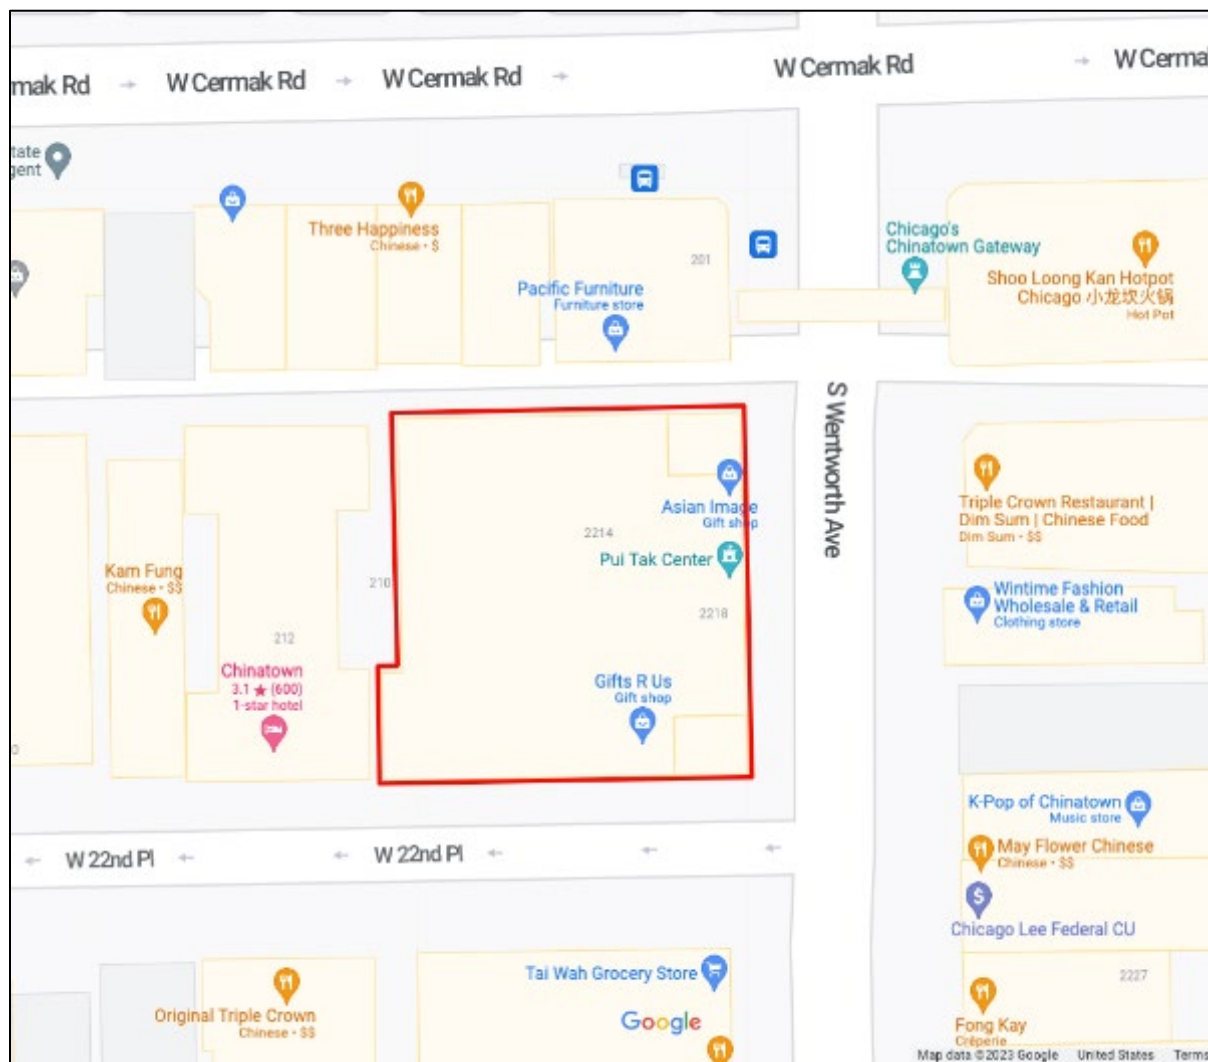 mak Rd
W Cermak Rd
W Cermak Rd
W Cermak Rd
W Cerma
tate
gent
Three Happiness
Chinese • $
Chicago's
Chinatown Gateway
201
Shoo Loong Kan Hotpot
Chicago 小龙坎火锅
Hot Pot
Pacific Furniture
Furniture store
S Wentworth Ave
Asian Image
Gift shop
2214
Pui Tak Center
2218
Gifts R Us
Gift shop
Kam Fung
Chinese • $$
210
212
Chinatown
3.1 ★ (600)
1-star hotel
0
Triple Crown Restaurant |
Dim Sum | Chinese Food
Dim Sum • $$
Wintime Fashion
Wholesale & Retail
Clothing store
K-Pop of Chinatown
Music store
May Flower Chinese
Chinese • $$
$
Chicago Lee Federal CU
W 22nd Pl
W 22nd Pl
Tai Wah Grocery Store
Original Triple Crown
Chinese • $$
Google
2227
Fong Kay
Crêperie
Map data ©2023 Google United States Terms